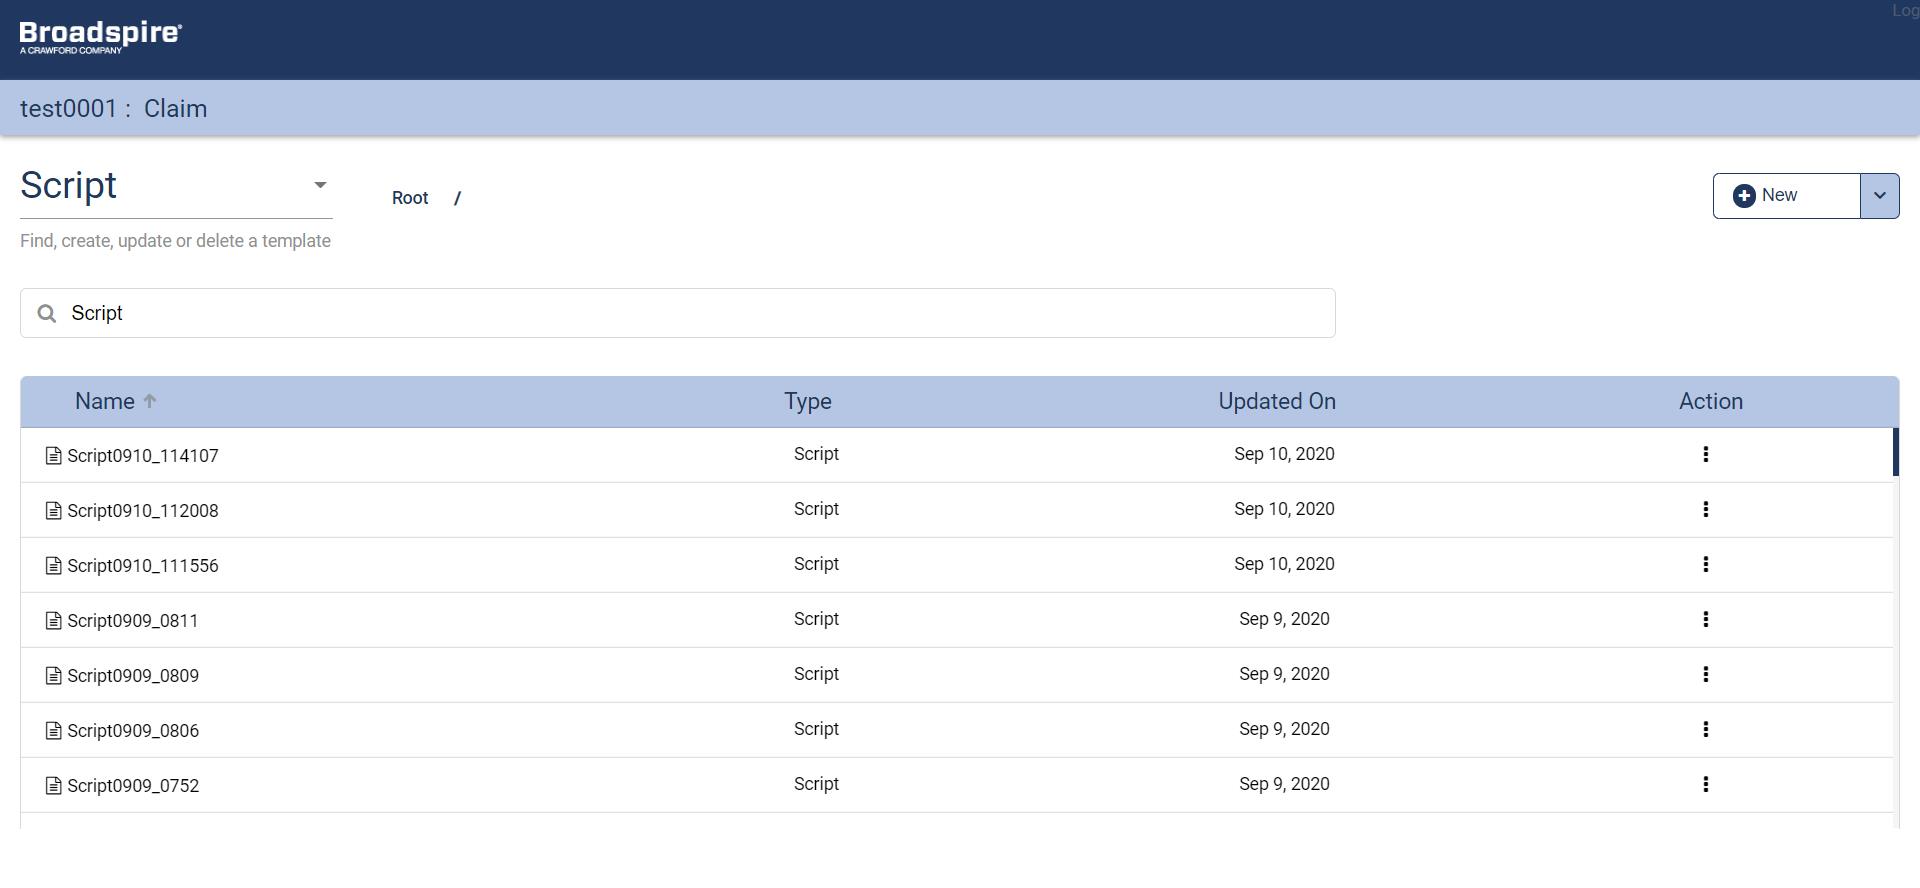 Log
Broadspire®
A CRAWFORD COMPANY
test0001 : Claim
Script
Root /
New
Find, create, update or delete a template
Script
Name Type Updated On Action
Script0910_114107 Script Sep 10, 2020
Script0910_112008 Script Sep 10, 2020
Script0910_111556 Script Sep 10, 2020
Script0909_0811 Script Sep 9, 2020
Script0909_0809 Script Sep 9, 2020
Script0909_0806 Script Sep 9, 2020
Script0909_0752 Script Sep 9, 2020